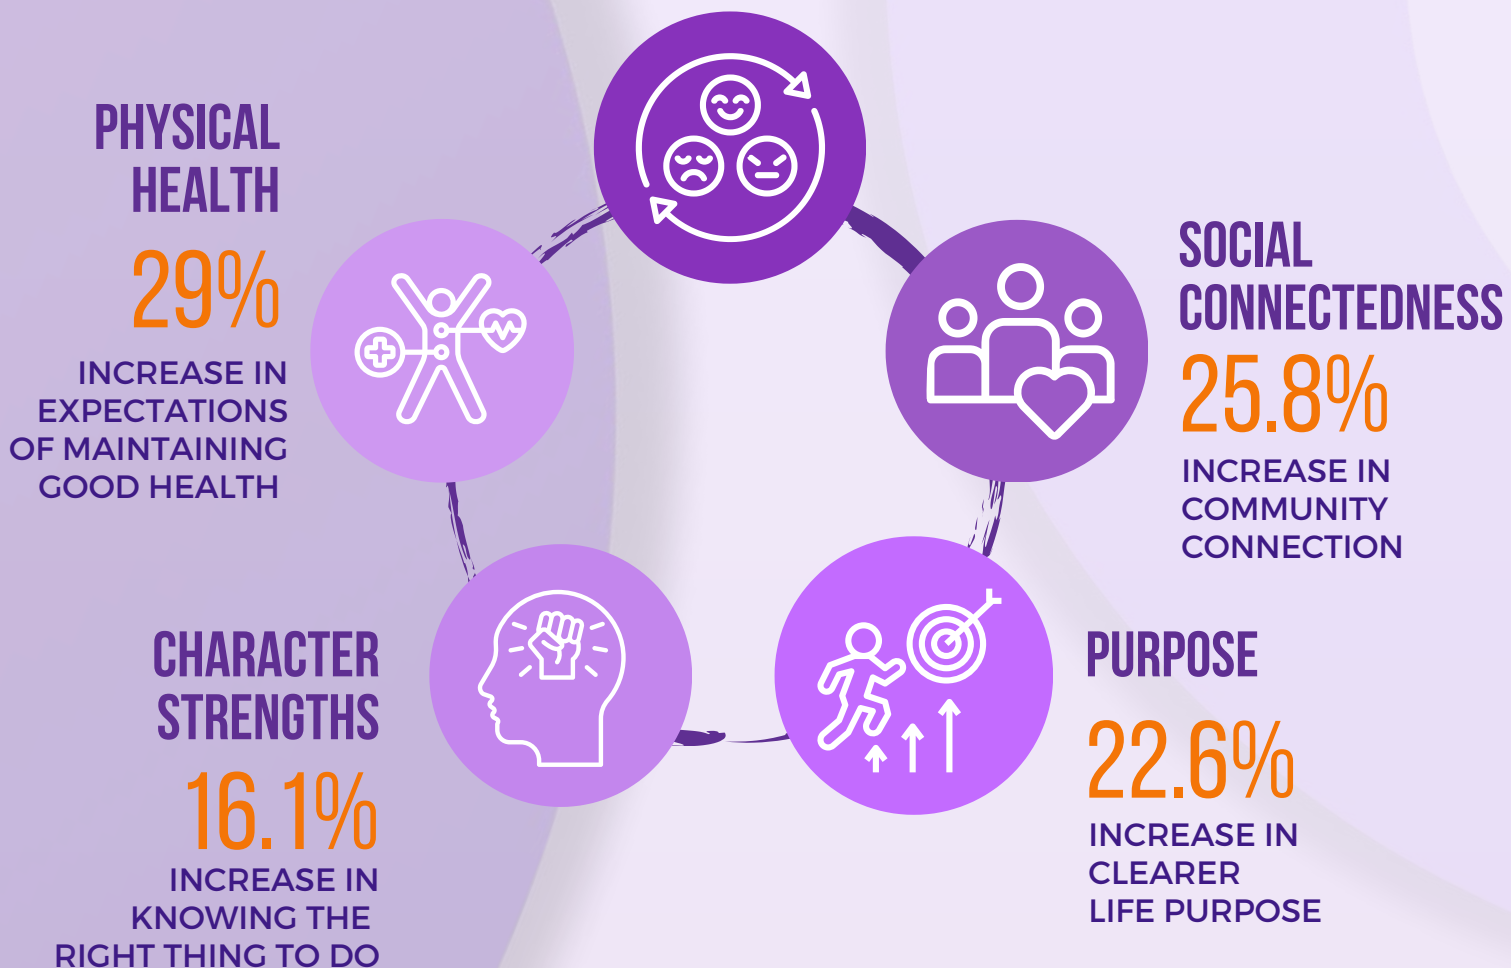 PHYSICAL
HEALTH
29%
INCREASE IN
EXPECTATIONS
OF MAINTAINING
GOOD HEALTH
SOCIAL
CONNECTEDNESS
25.8%
INCREASE IN
COMMUNITY
CONNECTION
CHARACTER
STRENGTHS
16.1%
INCREASE IN
KNOWING THE
RIGHT THING TO DO
PURPOSE
22.6%
INCREASE IN
CLEARER
LIFE PURPOSE